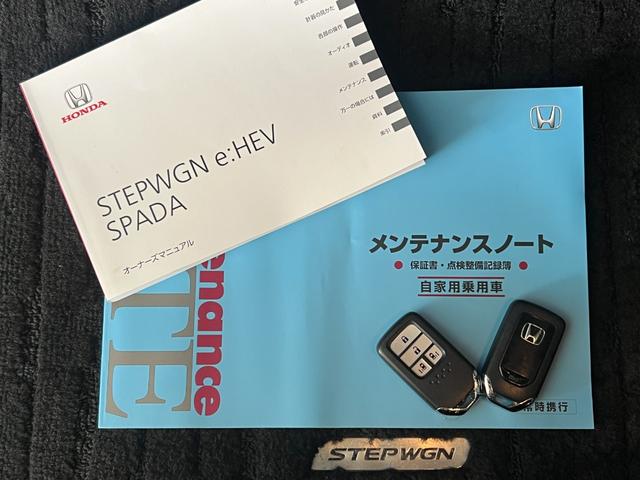 計器の見かた
各部の操作
オーディオ
運転
メンテナンス
万一の場合には
資料
索引
HONDA
STEPWGN e:HEV
SPADA
オーナーズマニュアル
メンテナンスノート
保証書・点検整備記録簿
自家用乗用車
enance
TE
常時携行
STEPWGN